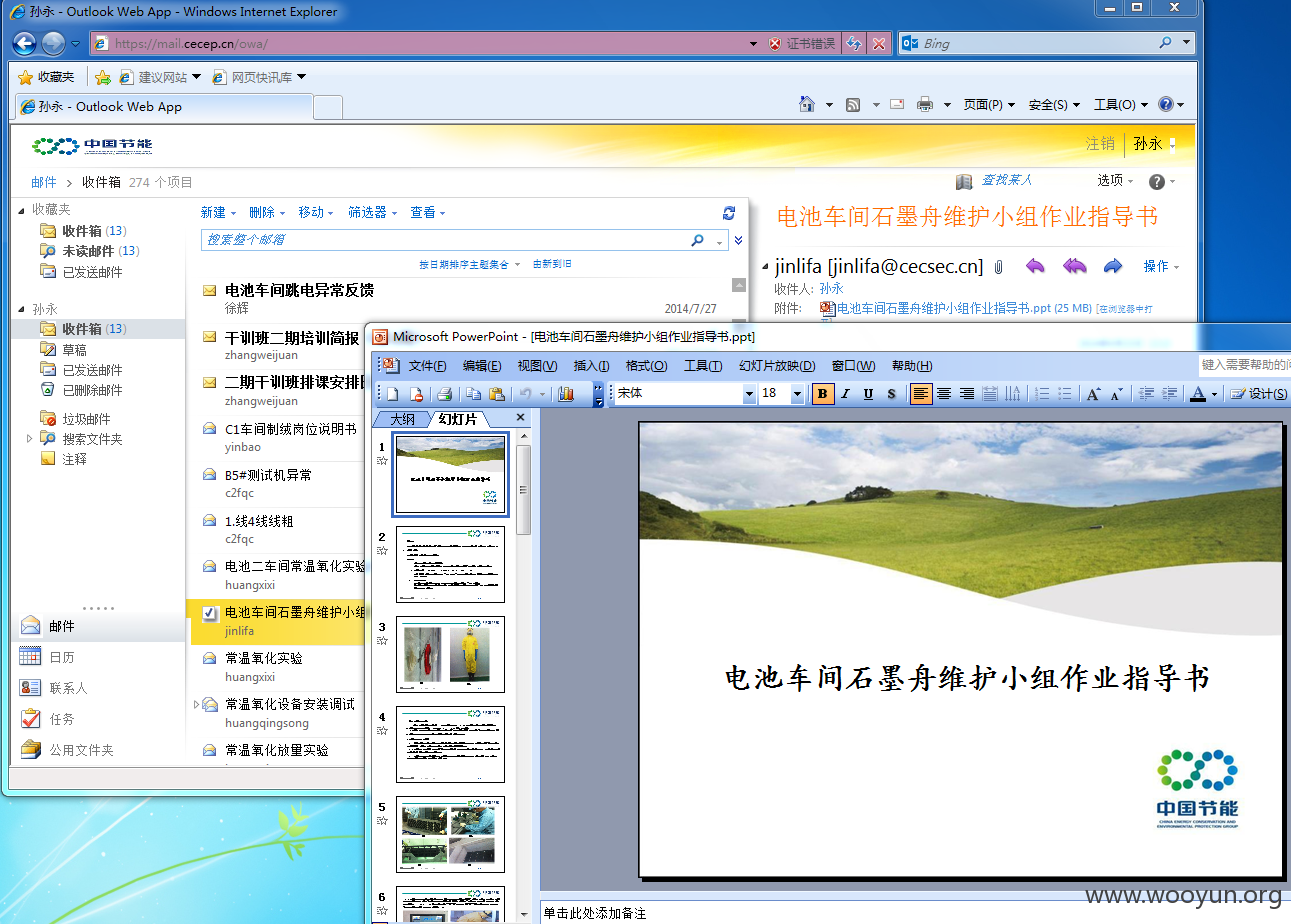 孙永 - Outlook Web App - Windows Internet Explorer
https://mail.cecep.cn/owa/
证书错误
Bing
收藏夹
建议网站
网页快讯库
孙永 - Outlook Web App
页面(P)
安全(S)
工具(O)
中国节能
注销
孙永
邮件 > 收件箱 274 个项目
查找某人
选项
收藏夹
收件箱 (13)
未读邮件 (13)
已发送邮件
孙永
收件箱 (13)
草稿
已发送邮件
已删除邮件
垃圾邮件
搜索文件夹
注释
邮件
日历
联系人
任务
公用文件夹
新建
删除
移动
筛选器
查看
搜索整个邮箱
按日期排序主题集合
由新到旧
电池车间跳电异常反馈
徐辉
2014/7/27
干训班二期培训简报
zhangweijuan
二期干训班排课安排
zhangweijuan
C1车间制绒岗位说明书
yinbao
B5#测试机异常
c2fqc
1.线4线线粗
c2fqc
电池二车间常温氧化实验
huangxixi
电池车间石墨舟维护小组
jinlifa
常温氧化实验
huangxixi
常温氧化设备安装调试
huangqingsong
常温氧化放量实验
电池车间石墨舟维护小组作业指导书
jinlifa [jinlifa@cecsec.cn]
操作
收件人: 孙永
附件: 电池车间石墨舟维护小组作业指导书.ppt (25 MB) [在浏览器中打
Microsoft PowerPoint - [电池车间石墨舟维护小组作业指导书.ppt]
文件(F)
编辑(E)
视图(V)
插入(I)
格式(O)
工具(T)
幻灯片放映(D)
窗口(W)
帮助(H)
键入需要帮助的问
宋体
18
B
I
U
S
A
A
A
设计(S)
大纲
幻灯片
1
2
3
4
5
6
电池车间石墨舟维护小组作业指导书
中国节能
CHINA ENERGY CONSERVATION AND
ENVIRONMENTAL PROTECTION GROUP
单击此处添加备注
www.wooyun.org